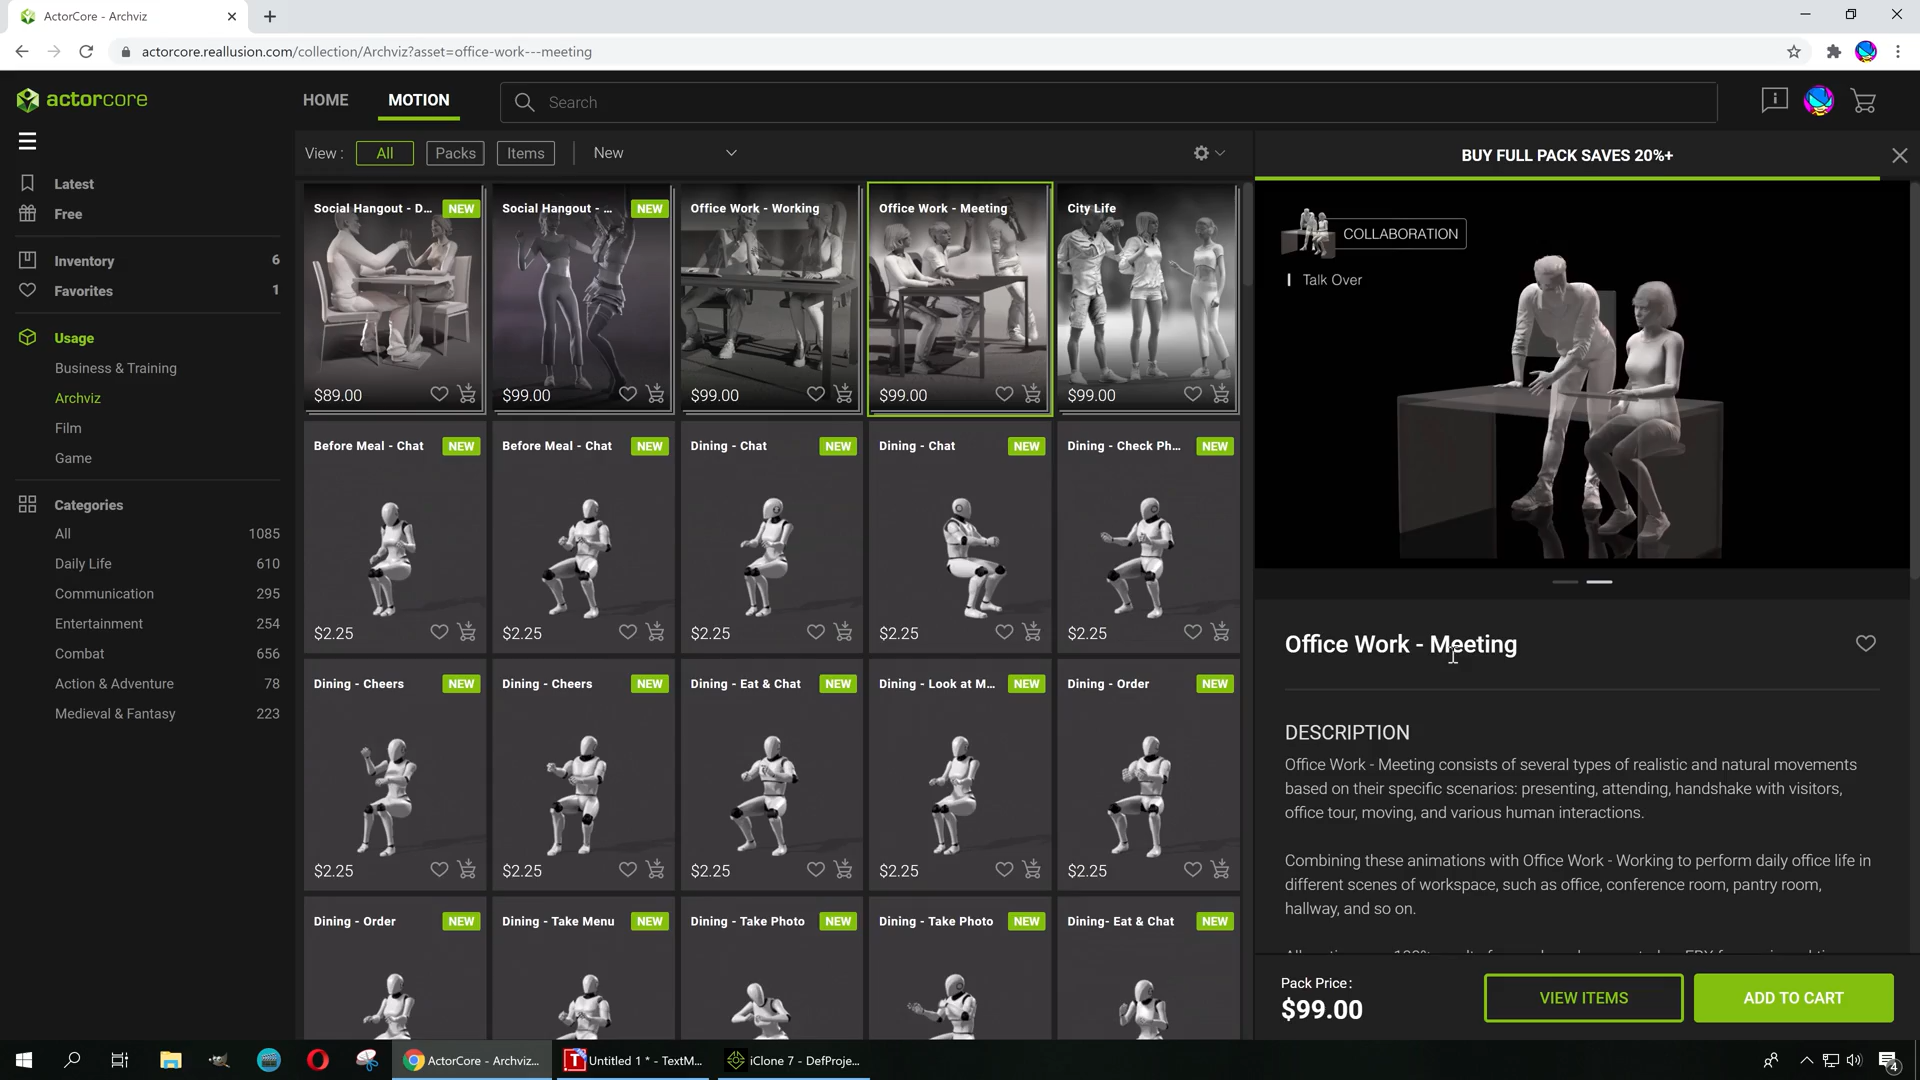 ActorCore - Archviz
actorcore.reallusion.com/collection/Archviz?asset=office-work---meeting
actorcore
HOME
MOTION
Search
View :
All
Packs
Items
New
BUY FULL PACK SAVES 20%+
Latest
Free
Inventory 6
Favorites 1
Usage
Business & Training
Archviz
Film
Game
Categories
All 1085
Daily Life 610
Communication 295
Entertainment 254
Combat 656
Action & Adventure 78
Medieval & Fantasy 223
Social Hangout - D... NEW
$89.00
Social Hangout - ... NEW
$99.00
Office Work - Working
$99.00
Office Work - Meeting
$99.00
City Life
$99.00
Before Meal - Chat NEW
$2.25
Before Meal - Chat NEW
$2.25
Dining - Chat NEW
$2.25
Dining - Chat NEW
$2.25
Dining - Check Ph... NEW
$2.25
Dining - Cheers NEW
$2.25
Dining - Cheers NEW
$2.25
Dining - Eat & Chat NEW
$2.25
Dining - Look at M... NEW
$2.25
Dining - Order NEW
$2.25
Dining - Order NEW
Dining - Take Menu NEW
Dining - Take Photo NEW
Dining - Take Photo NEW
Dining- Eat & Chat NEW
COLLABORATION
Talk Over
Office Work - Meeting
DESCRIPTION
Office Work - Meeting consists of several types of realistic and natural movements
based on their specific scenarios: presenting, attending, handshake with visitors,
office tour, moving, and various human interactions.
Combining these animations with Office Work - Working to perform daily office life in
different scenes of workspace, such as office, conference room, pantry room,
hallway, and so on.
Pack Price :
$99.00
VIEW ITEMS
ADD TO CART
ActorCore - Archviz...
Untitled 1 * - TextM...
iClone 7 - DefProje...
4